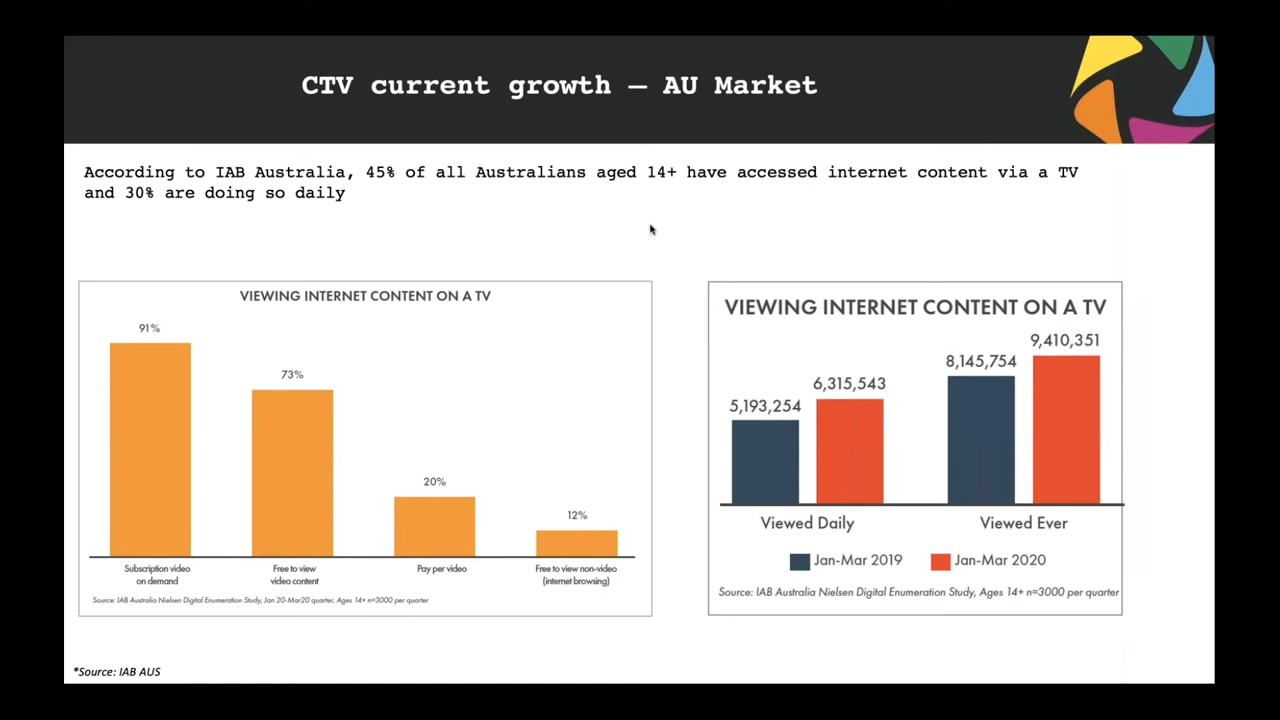 CTV current growth – AU Market
According to IAB Australia, 45% of all Australians aged 14+ have accessed internet content via a TV
and 30% are doing so daily
VIEWING INTERNET CONTENT ON A TV
91%
73%
20%
12%
Subscription video
on demand
Free to view
video content
Pay per video
Free to view non-video
(internet browsing)
Source: IAB Australia Nielsen Digital Enumeration Study, Jan 20-Mar20 quarter, Ages 14+ n=3000 per quarter
VIEWING INTERNET CONTENT ON A TV
5,193,254
6,315,543
8,145,754
9,410,351
Viewed Daily
Viewed Ever
Jan-Mar 2019
Jan-Mar 2020
Source: IAB Australia Nielsen Digital Enumeration Study, Ages 14+ n=3000 per quarter
*Source: IAB AUS